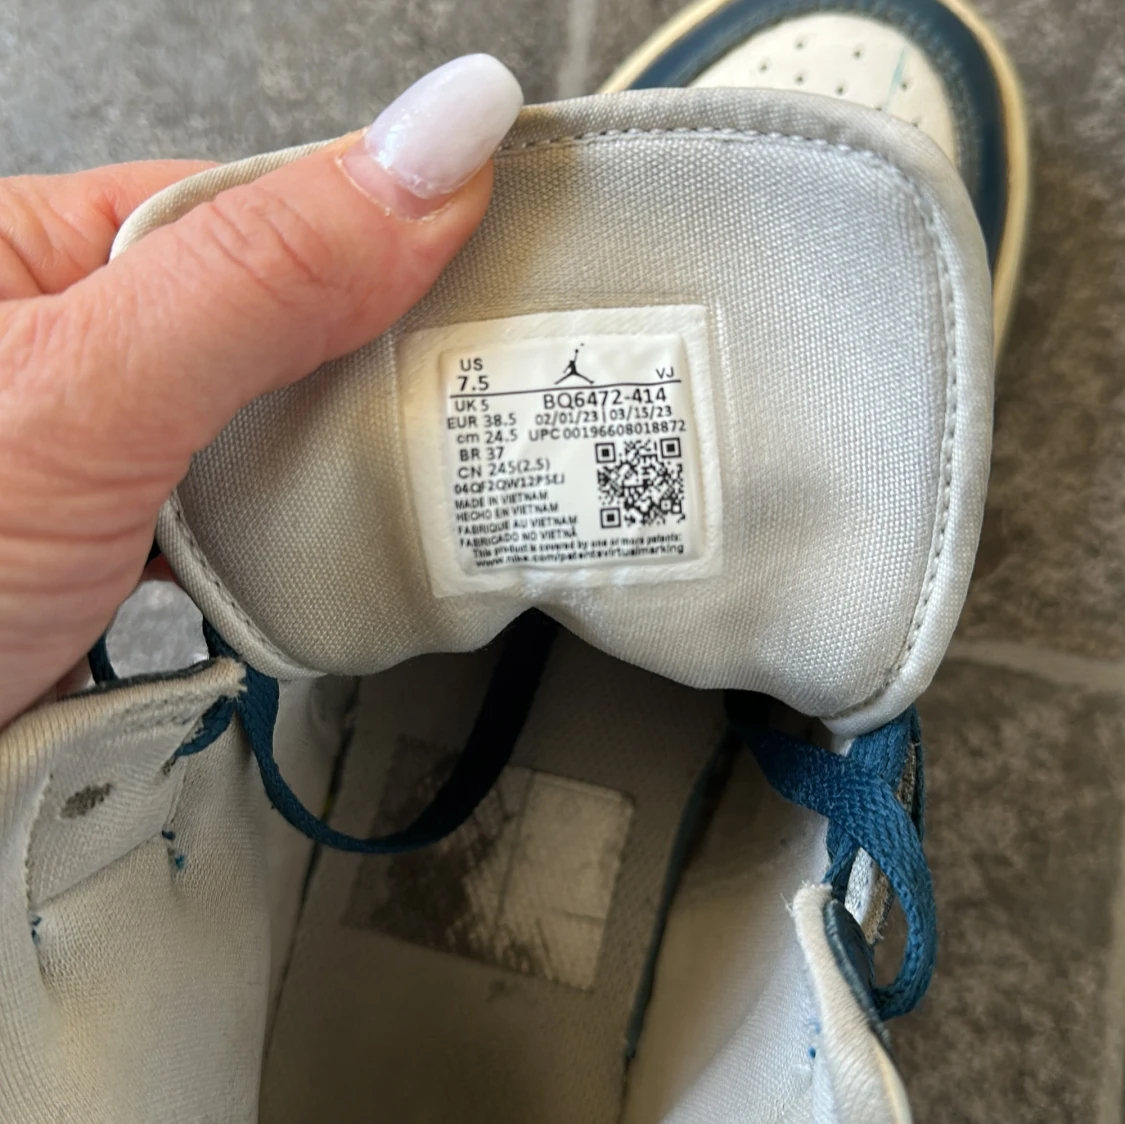 US
7.5
VJ
UK 5
BQ6472-414
EUR 38.5
02/01/23 | 03/15/23
cm 24.5
UPC 00196608018872
BR 37
CN 245(2.5)
04QF2QW12PSEJ
MADE IN VIETNAM
HECHO EN VIETNAM
FABRIQUE AU VIETNAM
FABRICADO NO VIETNA
This product is covered by one or more patents:
www.nike.com/patentsvirtualmarking